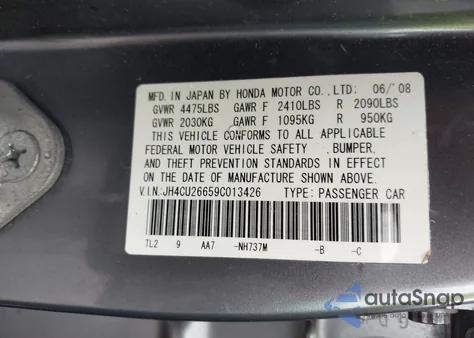 MFD. IN JAPAN BY HONDA MOTOR CO.,LTD: 06/'08
GVWR 4475LBS GAWR F 2410LBS R 2090LBS
GVWR 2030KG GAWR F 1095KG R 950KG
THIS VEHICLE CONFORMS TO ALL APPLICABLE
FEDERAL MOTOR VEHICLE SAFETY ,BUMPER,
AND THEFT PREVENTION STANDARDS IN EFFECT
ON THE DATE OF MANUFACTURE SHOWN ABOVE.
V.I.N.:JH4CU26659C013426 TYPE: PASSENGER CAR
TL2 9 AA7 -NH737M -B -C
autoSnap